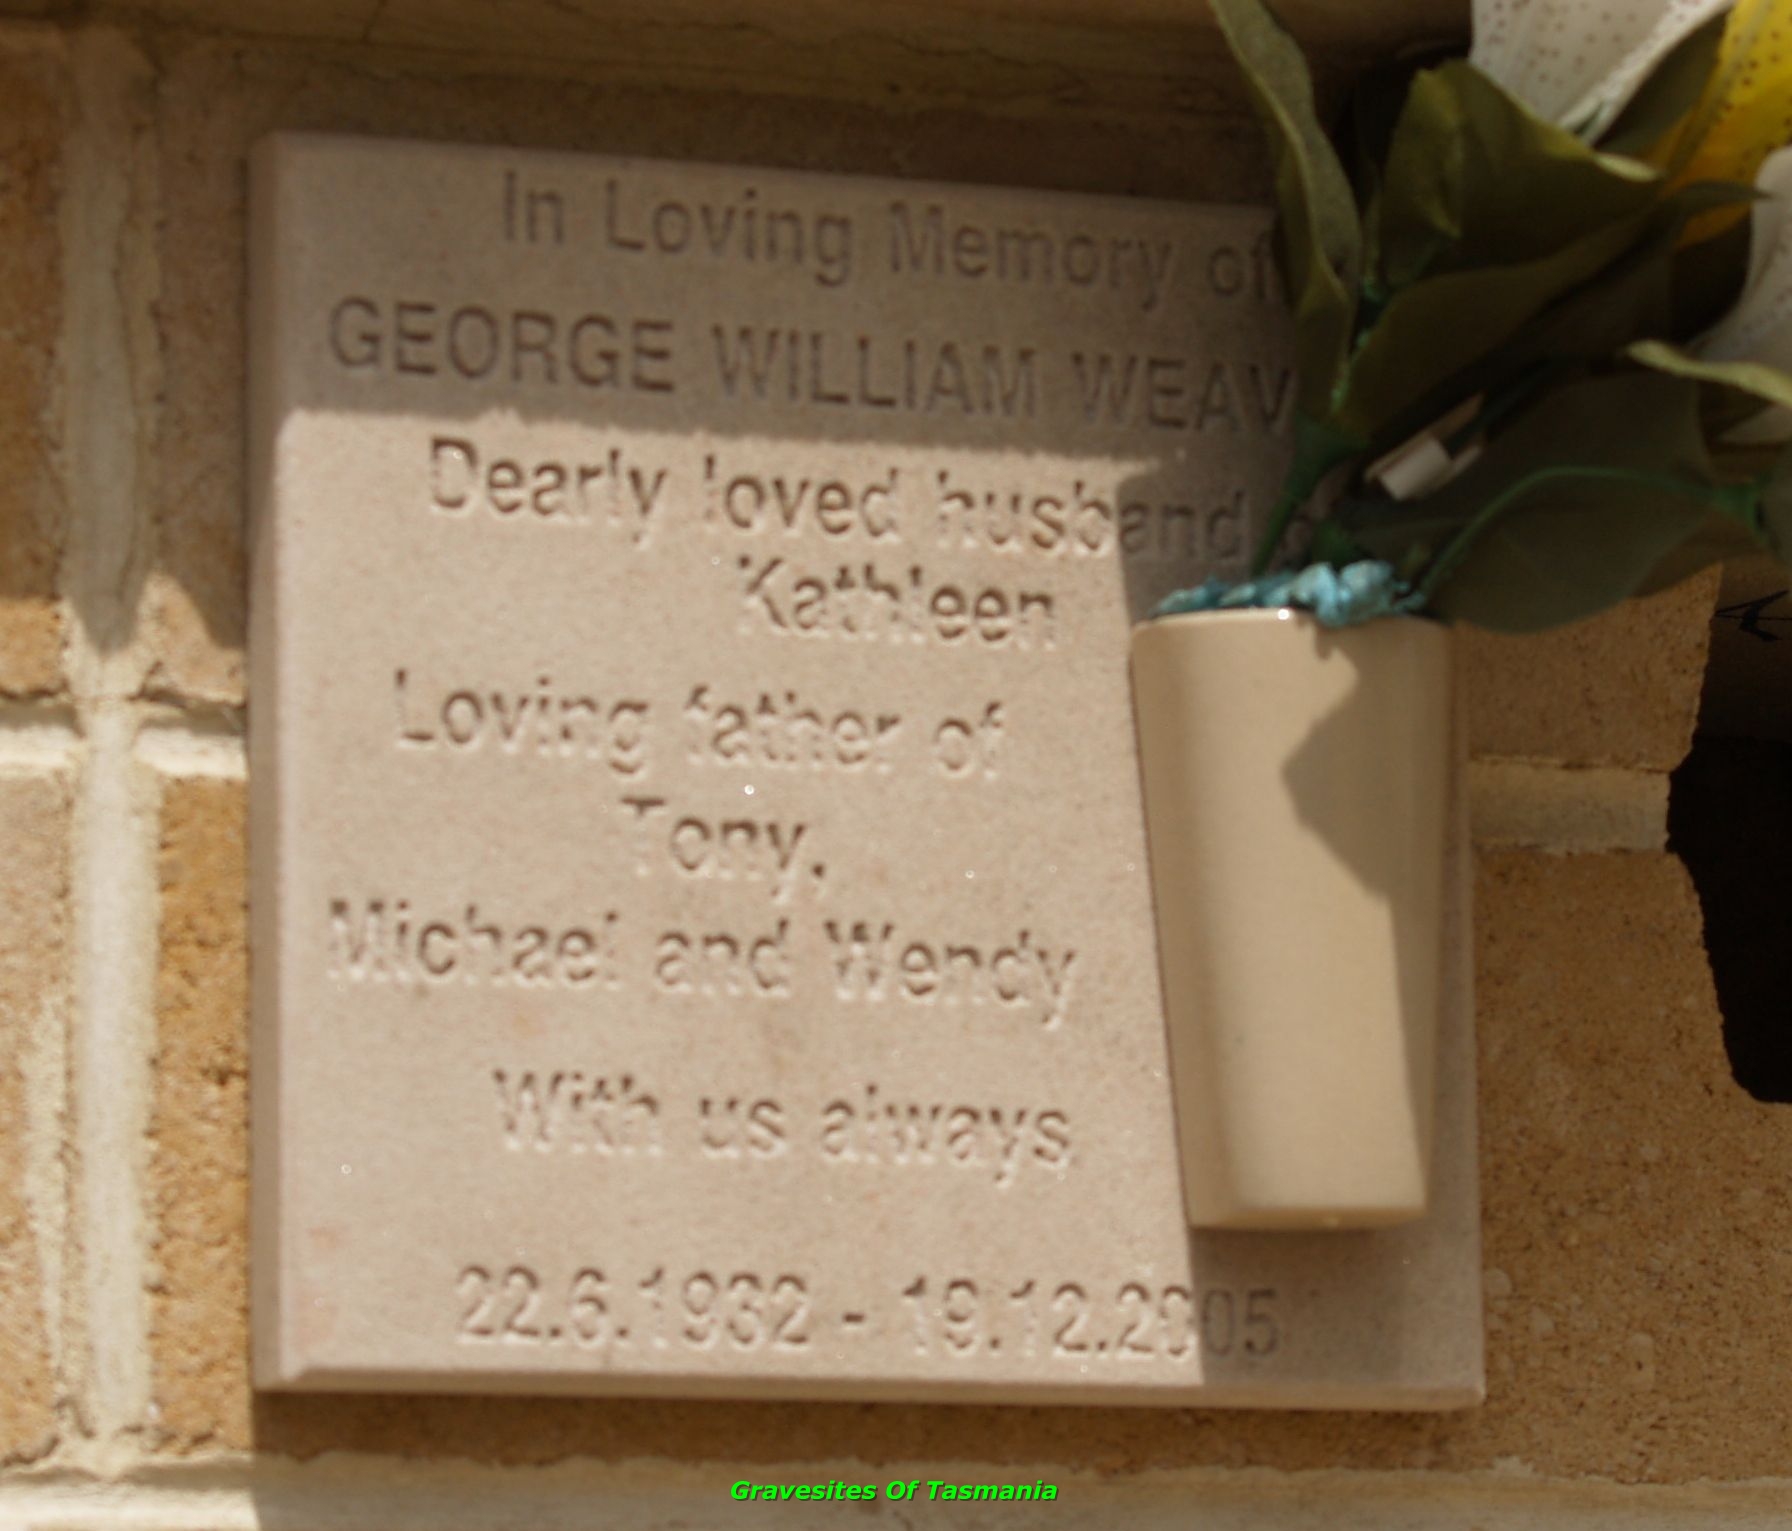 In Loving Memory of
GEORGE WILLIAM WEAV
Dearly loved husband
Kathleen
Loving father of
Tony,
Michael and Wendy
With us always
22.6.1932 - 19.12.2005
Gravesites Of Tasmania